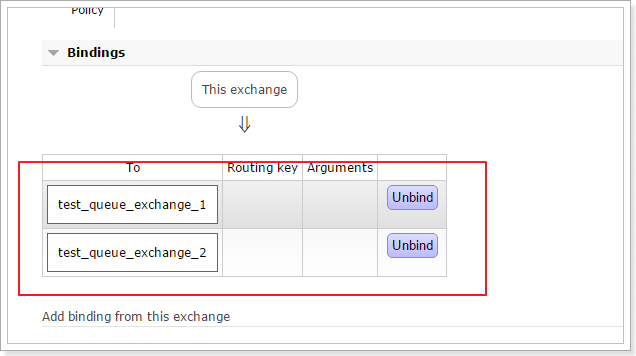 Policy
Bindings
This exchange
⇓
To Routing key Arguments
test_queue_exchange_1 Unbind
test_queue_exchange_2 Unbind
Add binding from this exchange